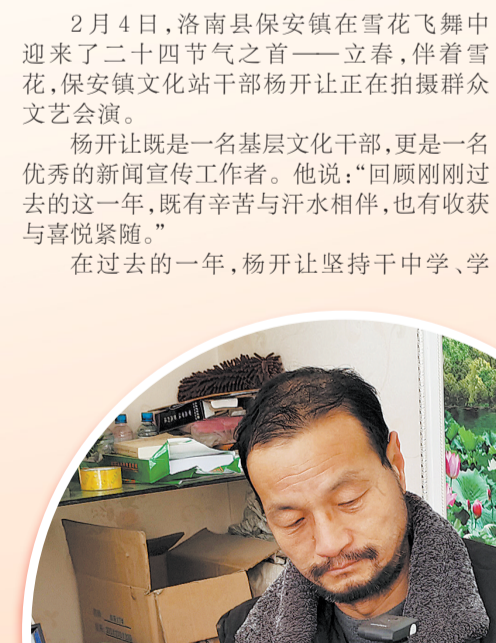 2月4日，洛南县保安镇在雪花飞舞中
迎来了二十四节气之首——立春，伴着雪
花，保安镇文化站干部杨开让正在拍摄群众
文艺会演。
杨开让既是一名基层文化干部，更是一名
优秀的新闻宣传工作者。他说：“回顾刚刚过
去的这一年，既有辛苦与汗水相伴，也有收获
与喜悦紧随。”
在过去的一年，杨开让坚持干中学、学